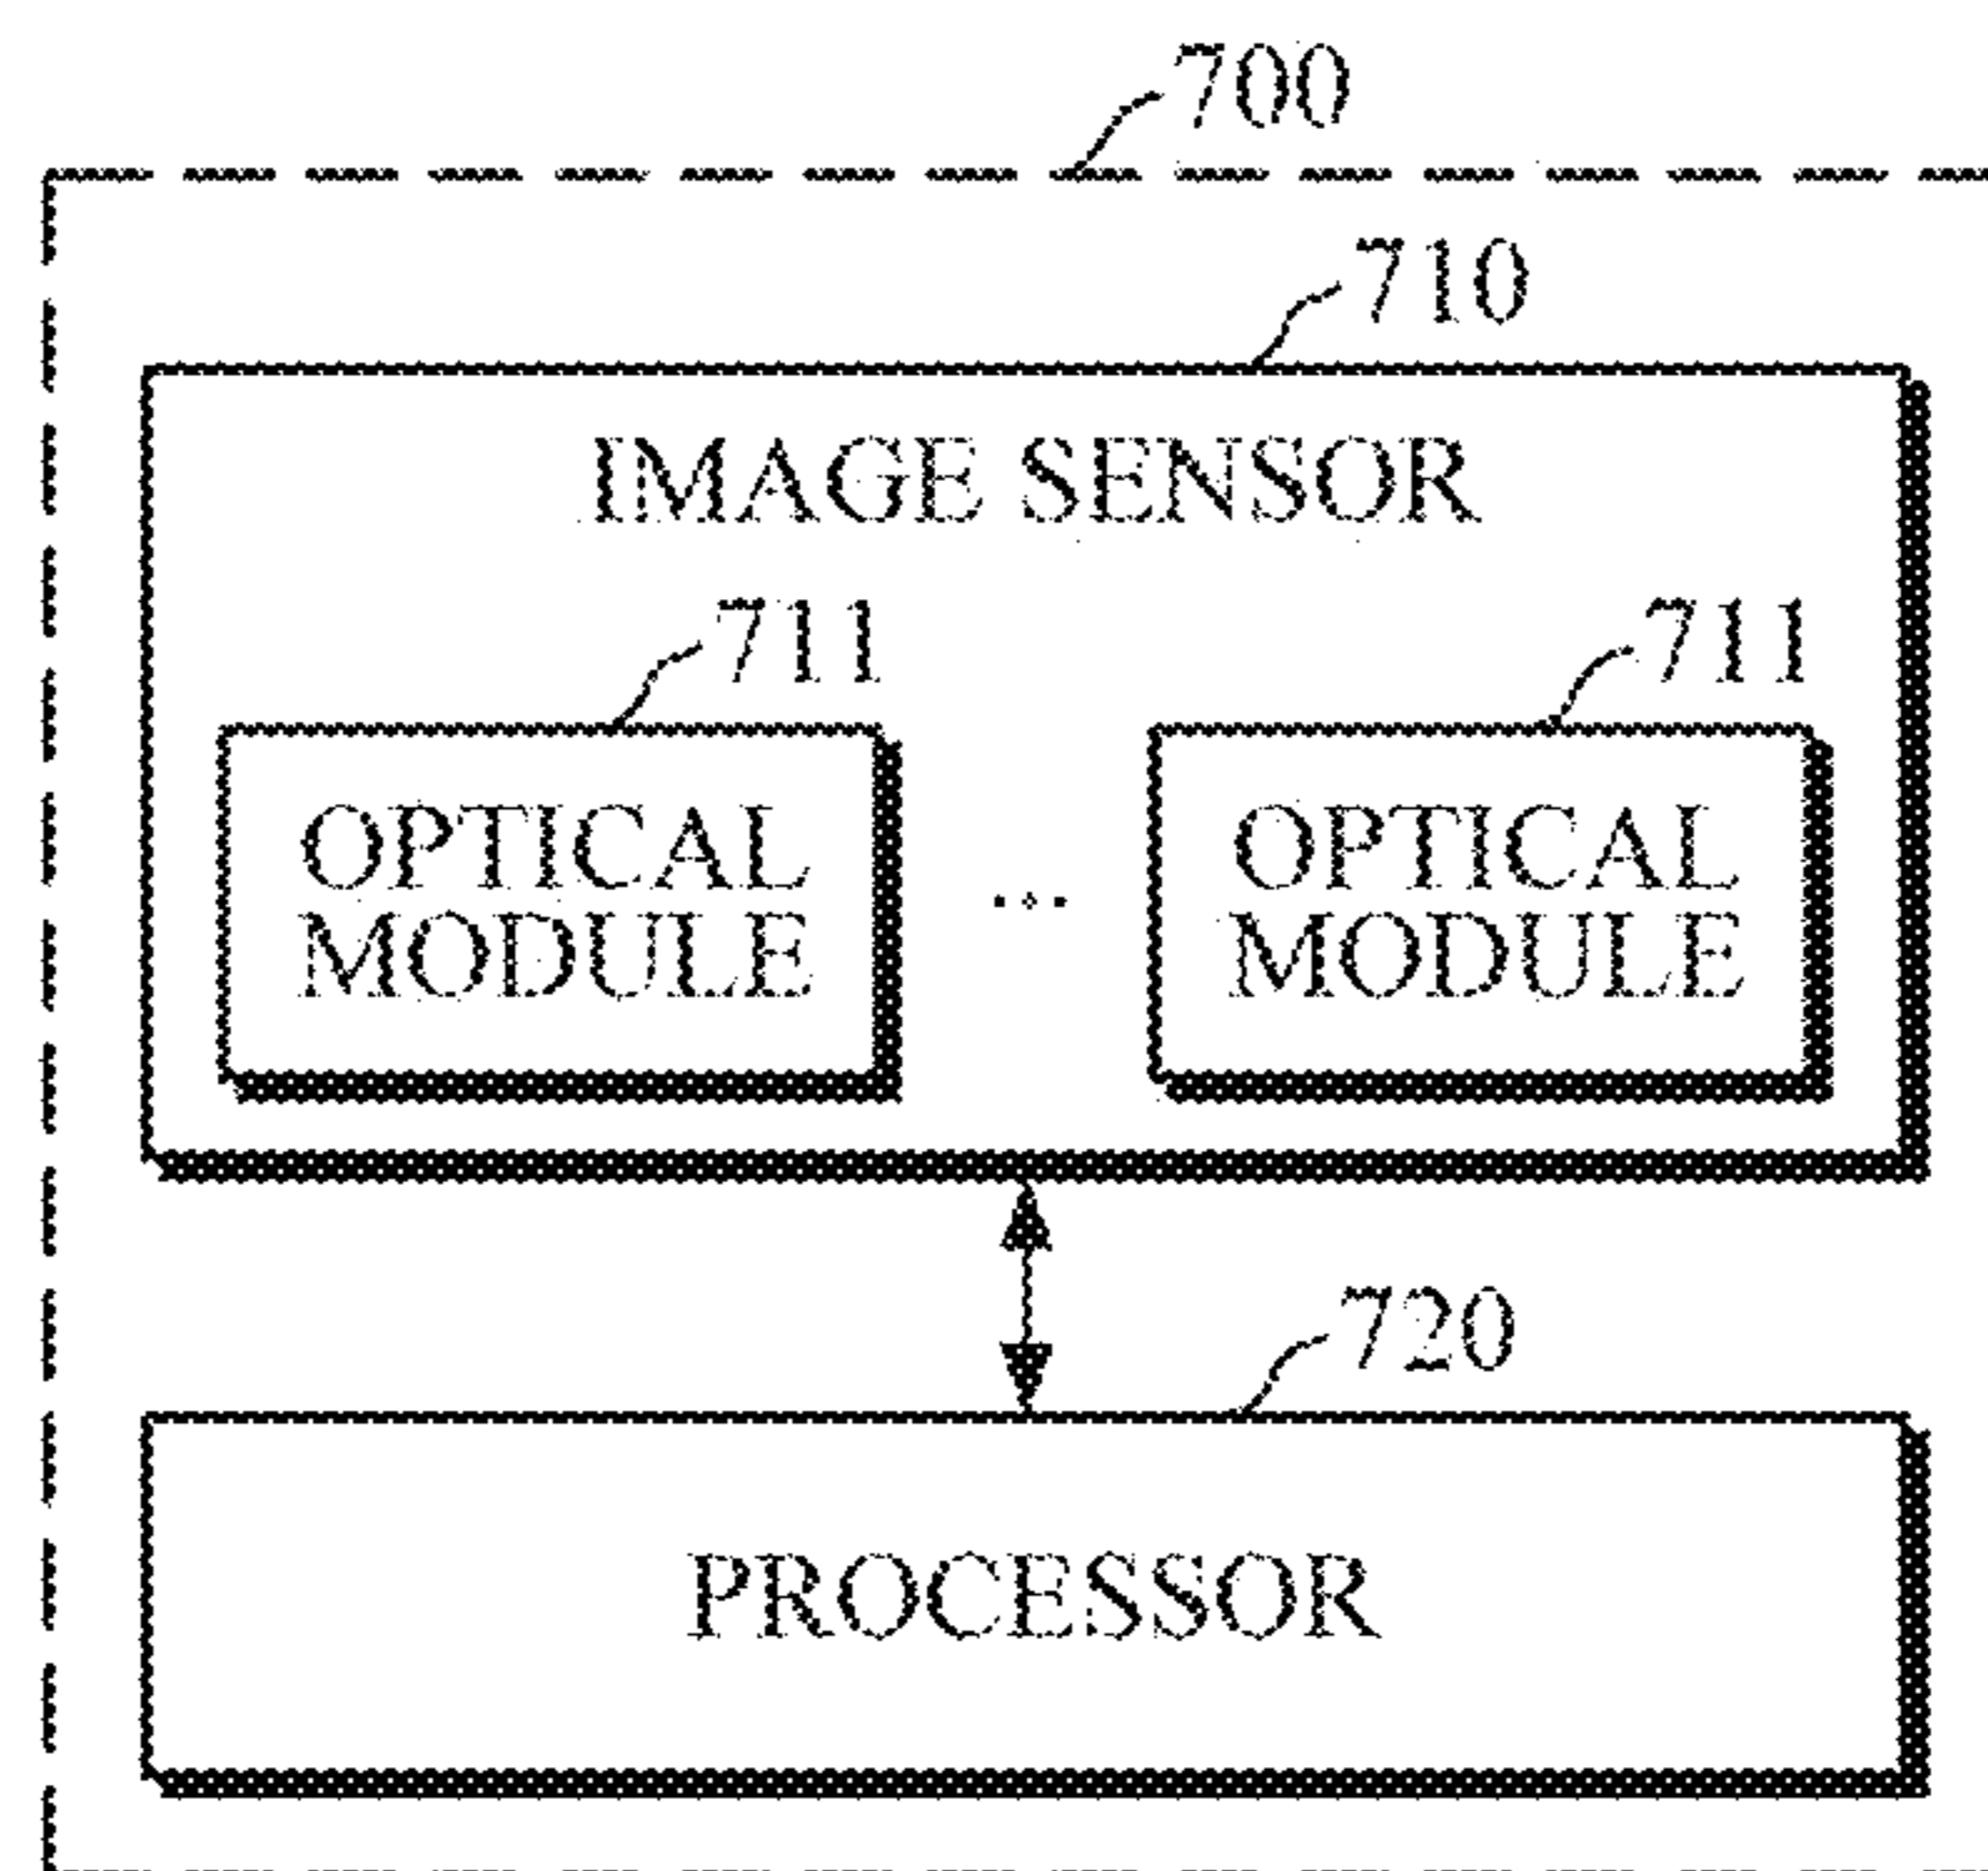 700
710
IMAGE SENSOR
711 711
OPTICAL MODULE
...
OPTICAL MODULE
720
PROCESSOR